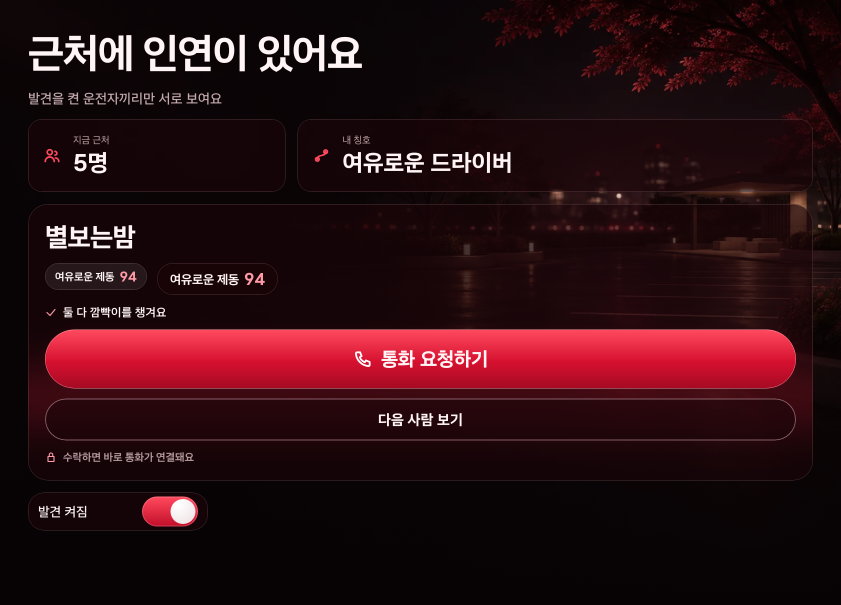 근처에 인연이 있어요
발견을 켠 운전자끼리만 서로 보여요
지금 근처
5명
내 칭호
여유로운 드라이버
별보는밤
여유로운 제동 94
여유로운 제동 94
둘 다 깜빡이를 챙겨요
통화 요청하기
다음 사람 보기
수락하면 바로 통화가 연결돼요
발견 켜짐